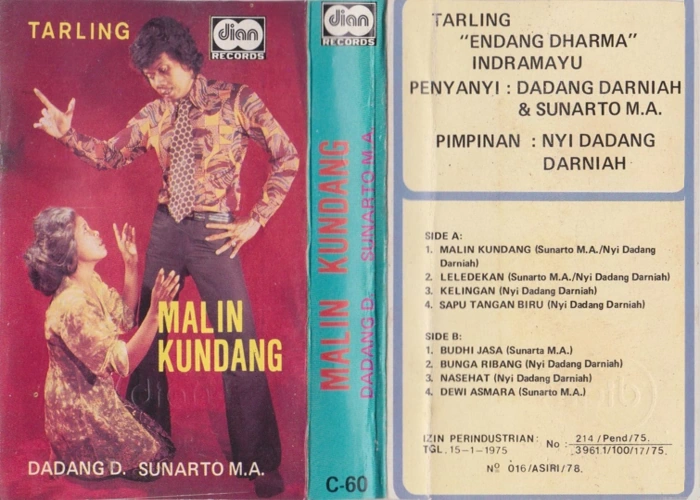 TARLING
dian
RECORDS
MALIN
KUNDANG
DADANG D. SUNARTO M.A.
dian
RECORDS
MALIN KUNDANG
DADANG D. SUNARTO M.A.
C-60
TARLING
"ENDANG DHARMA"
INDRAMAYU
PENYANYI : DADANG DARNIAH
& SUNARTO M.A.
PIMPINAN : NYI DADANG
DARNIAH
SIDE A:
1. MALIN KUNDANG (Sunarto M.A./Nyi Dadang
Darniah)
2. LELEDEKAN (Sunarto M.A./Nyi Dadang Darniah)
3. KELINGAN (Nyi Dadang Darniah)
4. SAPU TANGAN BIRU (Nyi Dadang Darniah)
SIDE B:
1. BUDHI JASA (Sunarta M.A.)
2. BUNGA RIBANG (Nyi Dadang Darniah)
3. NASEHAT (Nyi Dadang Darniah)
4. DEWI ASMARA (Sunarto M.A.)
IZIN PERINDUSTRIAN: No : 214/Pend/75.
TGL. 15-1-1975 3961.1/100/17/75.
Nº 016/ASIRI/78.